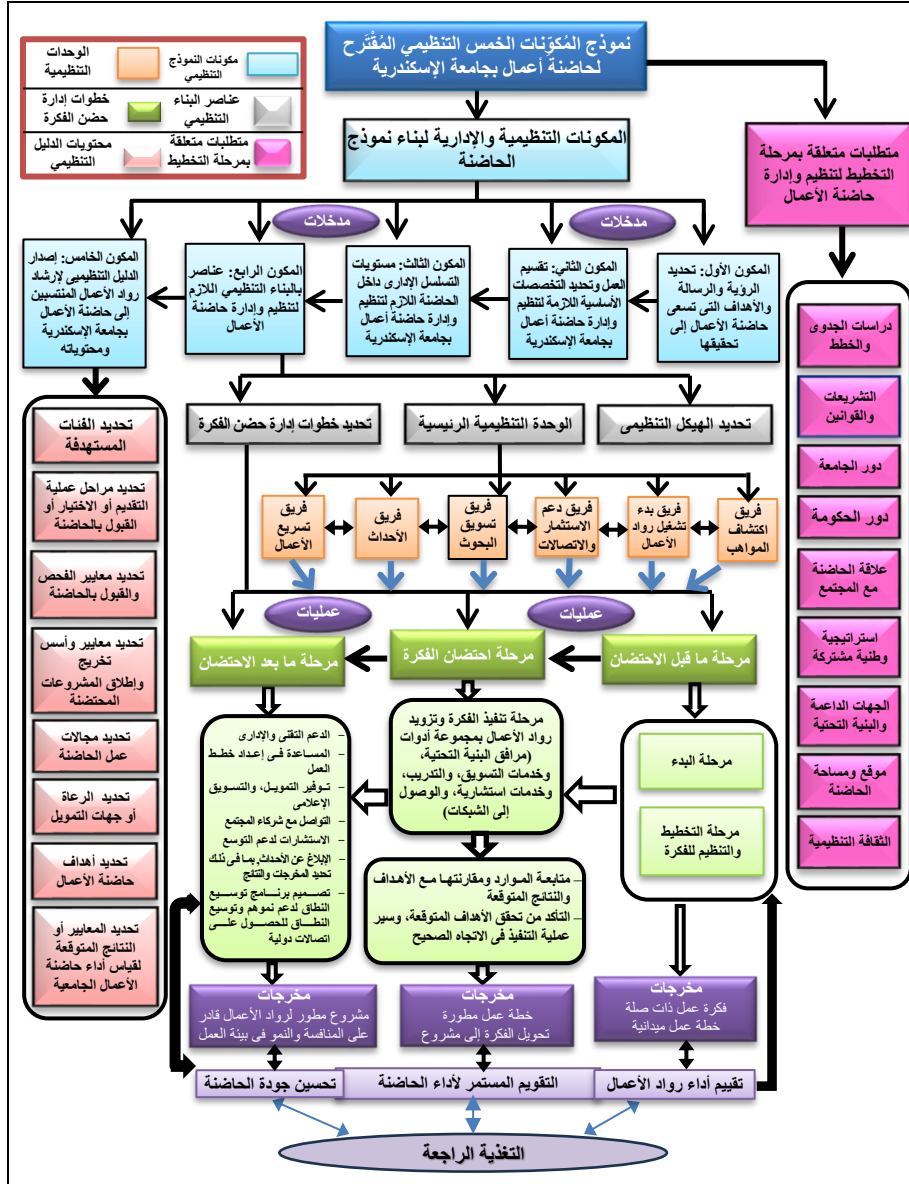 نموذج المُكوّنات الخمس التنظيمي المُقْتَرح
لحاضنة أعمال بجامعة الإسكندرية
مكونات النموذج
التنظيمي
الوحدات
التنظيمية
عناصر البناء
التنظيمي
خطوات إدارة
حضن الفكرة
متطلبات متعلقة
بمرحلة التخطيط
محتويات الدليل
التنظيمي
المكونات التنظيمية والإدارية لبناء نموذج
الحاضنة
متطلبات متعلقة بمرحلة
التخطيط لتنظيم وإدارة
حاضنة الأعمال
مدخلات
مدخلات
المكون الأول: تحديد
الرؤية والرسالة
والأهداف التى تسعى
حاضنة الأعمال إلى
تحقيقها
المكون الثاني: تقسيم
العمل وتحديد التخصصات
الأساسية اللازمة لتنظيم
وإدارة حاضنة أعمال
بجامعة الإسكندرية
المكون الثالث: مستويات
التسلسل الإدارى داخل
الحاضنة اللازم لتنظيم
وإدارة حاضنة أعمال
بجامعة الإسكندرية
المكون الرابع: عناصر
بالبناء التنظيمي اللازم
لتنظيم وإدارة حاضنة
الأعمال
المكون الخامس: إصدار
الدليل التنظيمى لإرشاد
رواد الأعمال المنتسبين
إلى حاضنة الأعمال
بجامعة الإسكندرية
ومحتوياته
دراسات الجدوى
والخطط
التشريعات
والقوانين
دور الجامعة
دور الحكومة
علاقة الحاضنة
مع المجتمع
استراتيجية
وطنية مشتركة
الجهات الداعمة
والبنية التحتية
موقع ومساحة
الحاضنة
الثقافة التنظيمية
تحديد الهيكل التنظيمى
الوحدة التنظيمية الرئيسية
تحديد خطوات إدارة حضن الفكرة
فريق
اكتشاف
المواهب
فريق بدء
تشغيل رواد
الأعمال
فريق دعم
الاستثمار
والاتصالات
فريق
تسويق
البحوث
فريق
الأحداث
فريق
تسريع
الأعمال
عمليات
عمليات
مرحلة ما قبل الاحتضان
مرحلة احتضان الفكرة
مرحلة ما بعد الاحتضان
مرحلة البدء
مرحلة التخطيط
والتنظيم للفكرة
مرحلة تنفيذ الفكرة وتزويد
رواد الأعمال بمجموعة أدوات
(مرافق البنية التحتية،
وخدمات التسويق، والتدريب،
وخدمات استشارية، والوصول
إلى الشبكات)
– متابعة الموارد ومقارنتها مع الأهداف
والنتائج المتوقعة
– التأكد من تحقق الأهداف المتوقعة، وسير
عملية التنفيذ فى الاتجاه الصحيح
– الدعم التقنى والإدارى
– المساعدة فى إعداد خطط
العمل
– توفير التمويل، والتسويق
الإعلامى
– التواصل مع شركاء المجتمع
– الاستشارات لدعم التوسع
– الإبلاغ عن الأحداث, بما فى ذلك
تحديد المخرجات والنتائج
– تصميم برنامج توسيع
النطاق لدعم نموهم وتوسيع
النطاق للحصول على
اتصالات دولية
تحديد الفئات
المستهدفة
تحديد مراحل عملية
التقديم أو الاختيار أو
القبول بالحاضنة
تحديد معايير الفحص
والقبول بالحاضنة
تحديد معايير وأسس
تخريج
وإطلاق المشروعات
المحتضنة
تحديد مجالات
عمل الحاضنة
تحديد الرعاة
أو جهات التمويل
تحديد أهداف
حاضنة الأعمال
تحديد المعايير أو
النتائج المتوقعة
لقياس أداء حاضنة
الأعمال الجامعية
مخرجات
فكرة عمل ذات صلة
خطة عمل ميدانية
مخرجات
خطة عمل مطورة
تحويل الفكرة إلى مشروع
مخرجات
مشروع مطور لرواد الأعمال قادر
على المنافسة والنمو فى بيئة العمل
تقييم أداء رواد الأعمال
التقويم المستمر لأداء الحاضنة
تحسين جودة الحاضنة
التغذية الراجعة